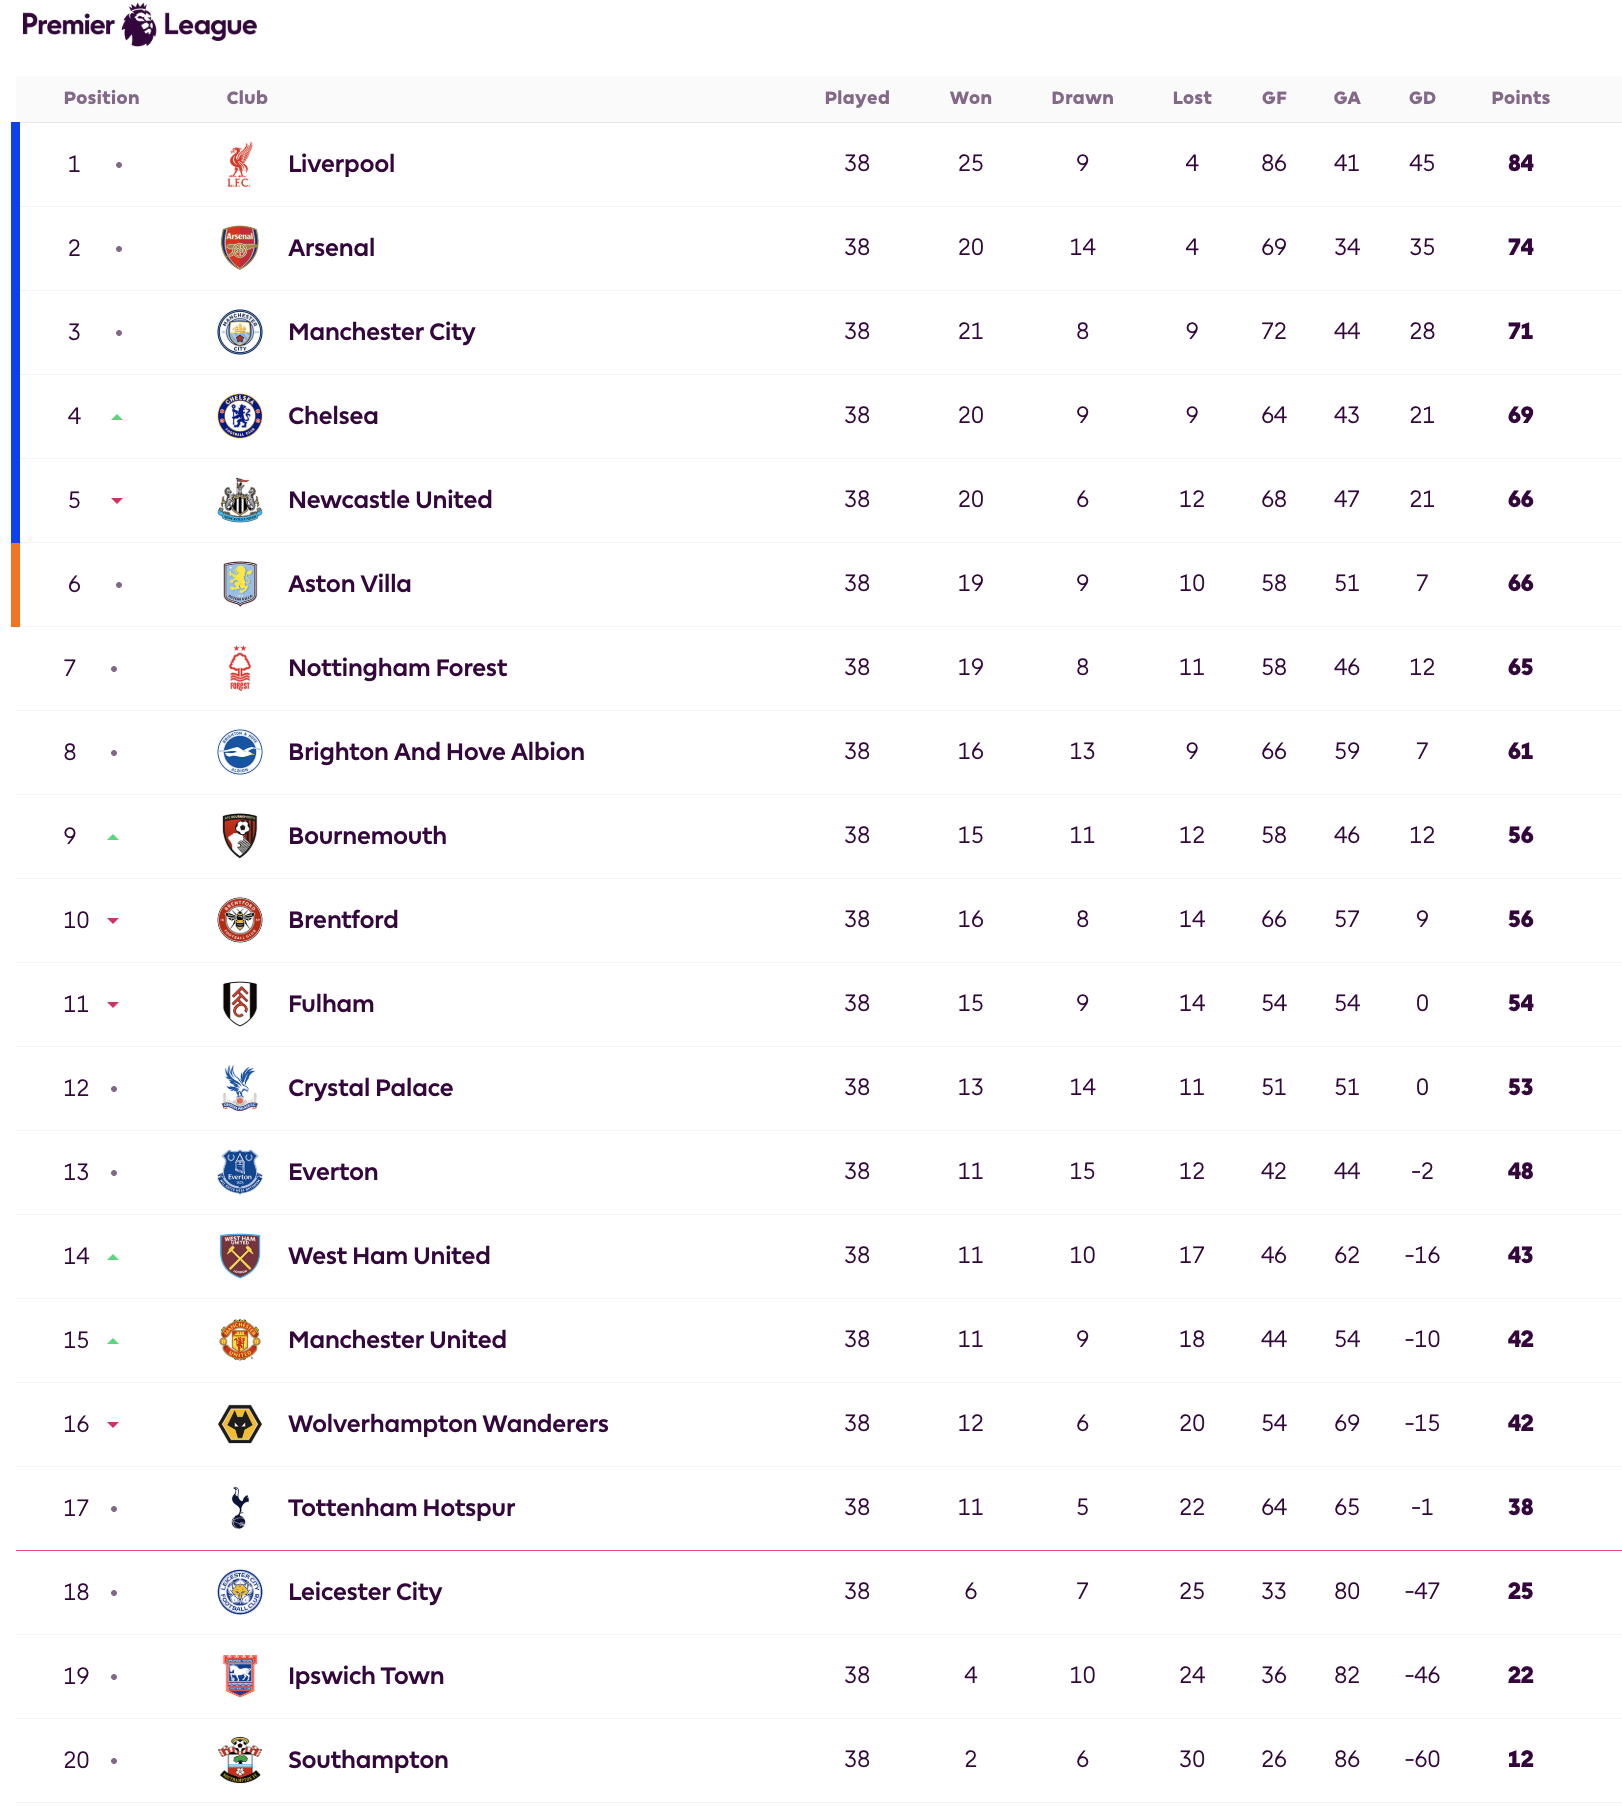 Premier League
Position Club Played Won Drawn Lost GF GA GD Points
1 Liverpool 38 25 9 4 86 41 45 84
2 Arsenal 38 20 14 4 69 34 35 74
3 Manchester City 38 21 8 9 72 44 28 71
4 Chelsea 38 20 9 9 64 43 21 69
5 Newcastle United 38 20 6 12 68 47 21 66
6 Aston Villa 38 19 9 10 58 51 7 66
7 Nottingham Forest 38 19 8 11 58 46 12 65
8 Brighton And Hove Albion 38 16 13 9 66 59 7 61
9 Bournemouth 38 15 11 12 58 46 12 56
10 Brentford 38 16 8 14 66 57 9 56
11 Fulham 38 15 9 14 54 54 0 54
12 Crystal Palace 38 13 14 11 51 51 0 53
13 Everton 38 11 15 12 42 44 -2 48
14 West Ham United 38 11 10 17 46 62 -16 43
15 Manchester United 38 11 9 18 44 54 -10 42
16 Wolverhampton Wanderers 38 12 6 20 54 69 -15 42
17 Tottenham Hotspur 38 11 5 22 64 65 -1 38
18 Leicester City 38 6 7 25 33 80 -47 25
19 Ipswich Town 38 4 10 24 36 82 -46 22
20 Southampton 38 2 6 30 26 86 -60 12